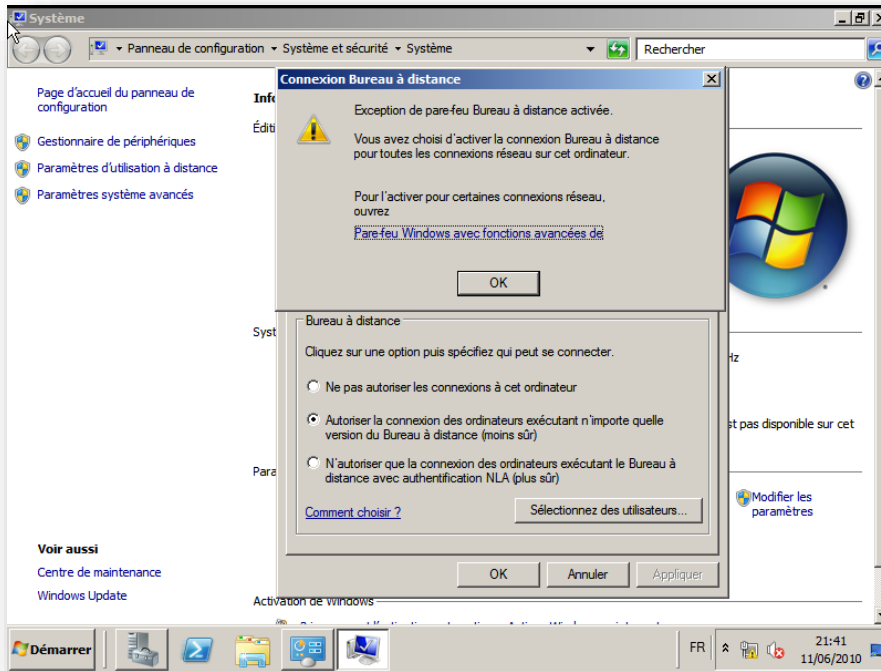 Système
Panneau de configuration
Système et sécurité
Système
Rechercher
Page d'accueil du panneau de
configuration
Gestionnaire de périphériques
Paramètres d'utilisation à distance
Paramètres système avancés
Connexion Bureau à distance
Exception de pare-feu Bureau à distance activée.
Vous avez choisi d'activer la connexion Bureau à distance
pour toutes les connexions réseau sur cet ordinateur.
Pour l'activer pour certaines connexions réseau,
ouvrez
Pare-feu Windows avec fonctions avancées de
OK
Info
Éditi
Syst
Hz
st pas disponible sur cet
Para
Modifier les
paramètres
Bureau à distance
Cliquez sur une option puis spécifiez qui peut se connecter.
Ne pas autoriser les connexions à cet ordinateur
Autoriser la connexion des ordinateurs exécutant n'importe quelle
version du Bureau à distance (moins sûr)
N'autoriser que la connexion des ordinateurs exécutant le Bureau à
distance avec authentification NLA (plus sûr)
Comment choisir ?
Sélectionnez des utilisateurs...
OK
Annuler
Appliquer
Voir aussi
Centre de maintenance
Windows Update
Activation de Windows
Démarrer
FR
21:41
11/06/2010